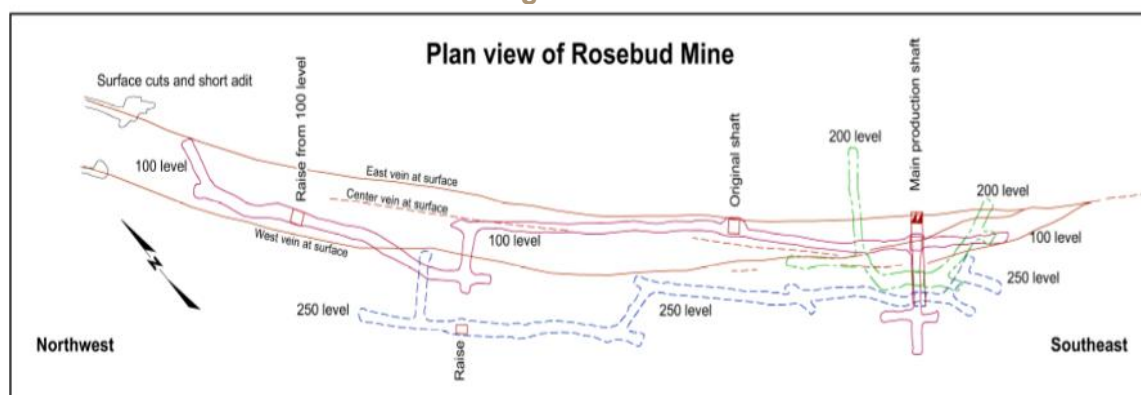 Plan view of Rosebud Mine
Surface cuts and short adit
100 level
Raise from 100 level
East vein at surface
Center vein at surface
West vein at surface
100 level
Original shaft
200 level
Main production shaft
200 level
100 level
250 level
250 level
250 level
Raise
N
Northwest
Southeast